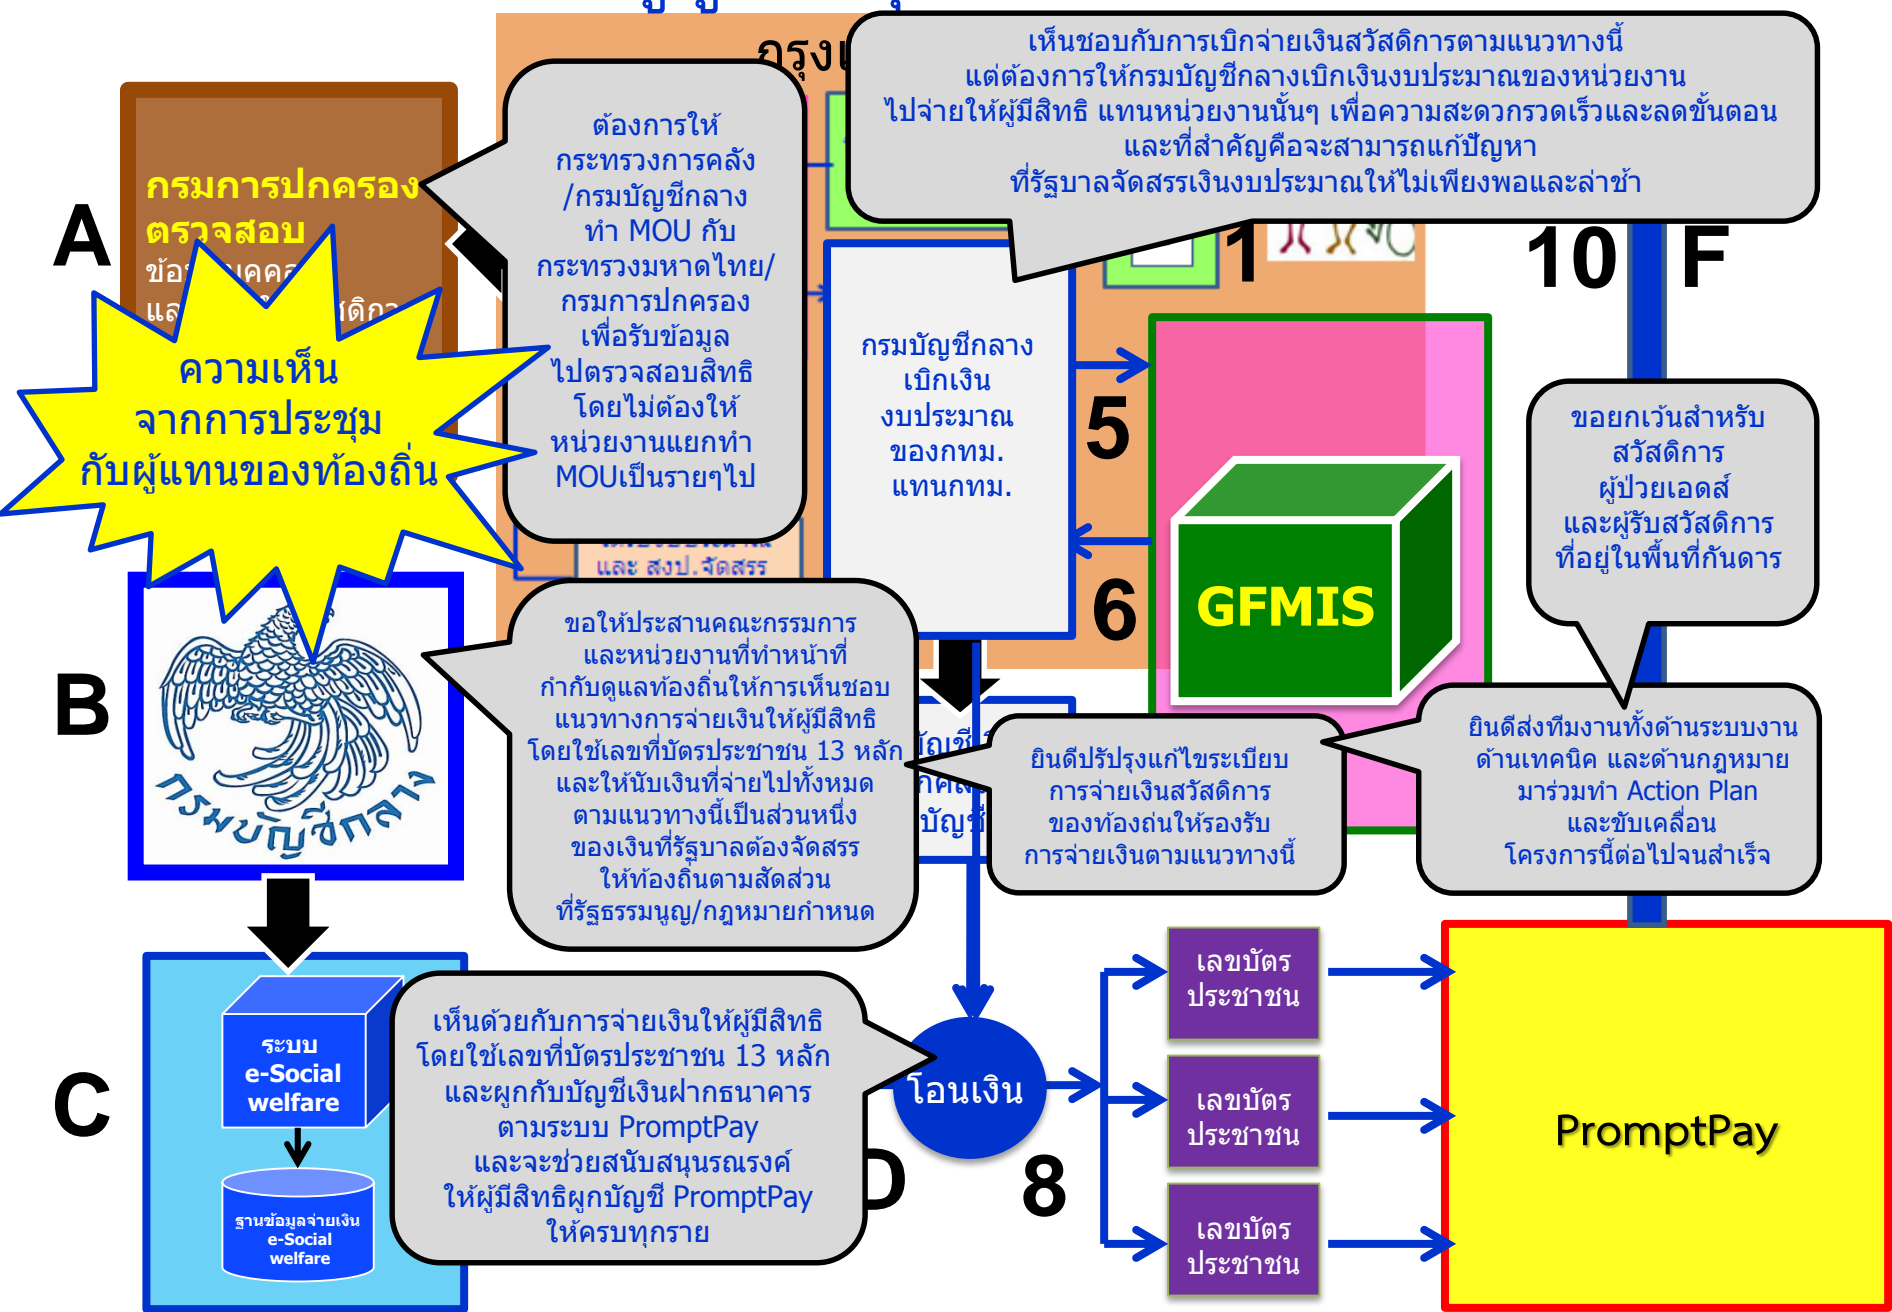 เห็นชอบกับการเบิกจ่ายเงินสวัสดิการตามแนวทางนี้
แต่ต้องการให้กรมบัญชีกลางเบิกเงินงบประมาณของหน่วยงาน
ไปจ่ายให้ผู้มีสิทธิ แทนหน่วยงานนั้นๆ เพื่อความสะดวกรวดเร็วและลดขั้นตอน
และที่สำคัญคือจะสามารถแก้ปัญหา
ที่รัฐบาลจัดสรรเงินงบประมาณให้ไม่เพียงพอและล่าช้า
ต้องการให้
กระทรวงการคลัง
/กรมบัญชีกลาง
ทำ MOU กับ
กระทรวงมหาดไทย/
กรมการปกครอง
เพื่อรับข้อมูล
ไปตรวจสอบสิทธิ
โดยไม่ต้องให้
หน่วยงานแยกทำ
MOUเป็นรายๆไป
A
กรมการปกครอง
ตรวจสอบ
1
10
F
ความเห็น
จากการประชุม
กับผู้แทนของท้องถิ่น
กรมบัญชีกลาง
เบิกเงิน
งบประมาณ
ของกทม.
แทนกทม.
5
6
GFMIS
ขอยกเว้นสำหรับ
สวัสดิการ
ผู้ป่วยเอดส์
และผู้รับสวัสดิการ
ที่อยู่ในพื้นที่กันดาร
และ สงป.จัดสรร
B
กรมบัญชีกลาง
ขอให้ประสานคณะกรรมการ
และหน่วยงานที่ทำหน้าที่
กำกับดูแลท้องถิ่นให้การเห็นชอบ
แนวทางการจ่ายเงินให้ผู้มีสิทธิ
โดยใช้เลขที่บัตรประชาชน 13 หลัก
และให้นับเงินที่จ่ายไปทั้งหมด
ตามแนวทางนี้เป็นส่วนหนึ่ง
ของเงินที่รัฐบาลต้องจัดสรร
ให้ท้องถิ่นตามสัดส่วน
ที่รัฐธรรมนูญ/กฎหมายกำหนด
ยินดีปรัปรุงแก้ไขระเบียบ
การจ่ายเงินสวัสดิการ
ของท้องถ่นให้รองรับ
การจ่ายเงินตามแนวทางนี้
ยินดีส่งทีมงานทั้งด้านระบบงาน
ด้านเทคนิค และด้านกฎหมาย
มาร่วมทำ Action Plan
และขับเคลื่อน
โครงการนี้ต่อไปจนสำเร็จ
C
ระบบ
e-Social
welfare
ฐานข้อมูลจ่ายเงิน
e-Social
welfare
เห็นด้วยกับการจ่ายเงินให้ผู้มีสิทธิ
โดยใช้เลขที่บัตรประชาชน 13 หลัก
และผูกกับบัญชีเงินฝากธนาคาร
ตามระบบ PromptPay
และจะช่วยสนับสนุนรณรงค์
ให้ผู้มีสิทธิผูกบัญชี PromptPay
ให้ครบทุกราย
D
โอนเงิน
8
เลขบัตร
ประชาชน
เลขบัตร
ประชาชน
เลขบัตร
ประชาชน
PromptPay